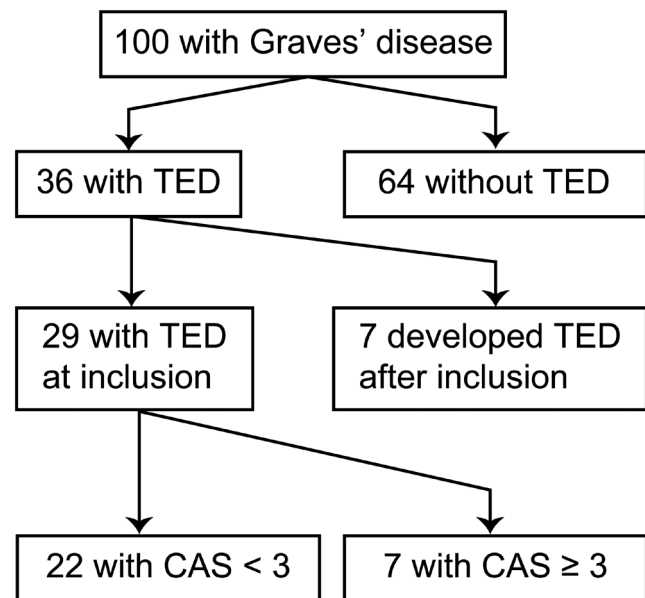 100 with Graves’ disease
36 with TED
64 without TED
29 with TED
at inclusion
7 developed TED
after inclusion
22 with CAS < 3
7 with CAS ≥ 3